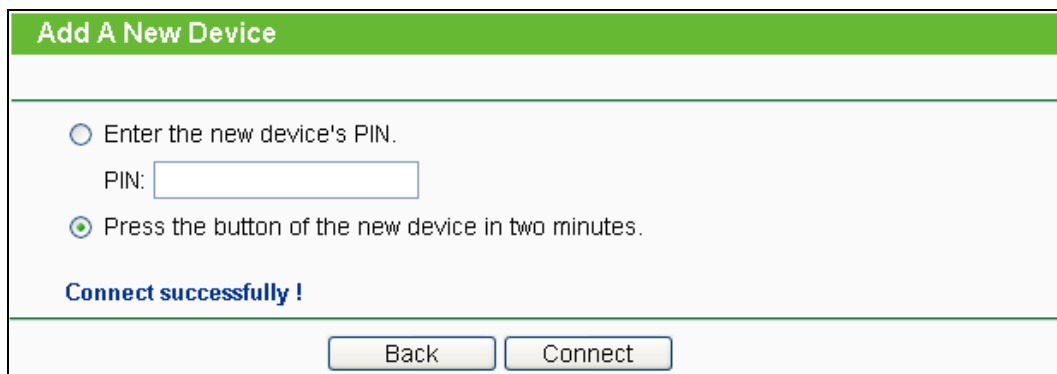 Add A New Device
Enter the new device's PIN.
PIN:
Press the button of the new device in two minutes.
Connect successfully !
Back Connect